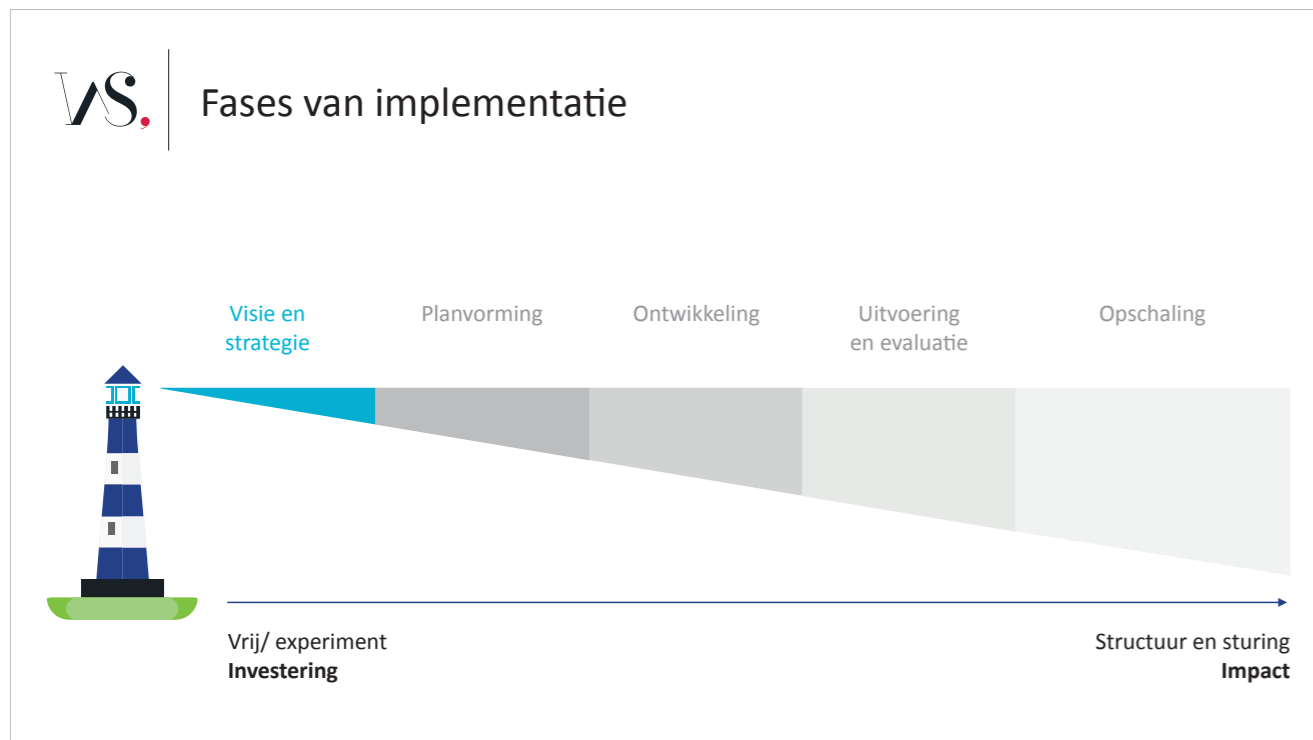 VS,
Fases van implementatie
Visie en
strategie
Planvorming
Ontwikkeling
Uitvoering
en evaluatie
Opschaling
Vrij/ experiment
Investering
Structuur en sturing
Impact